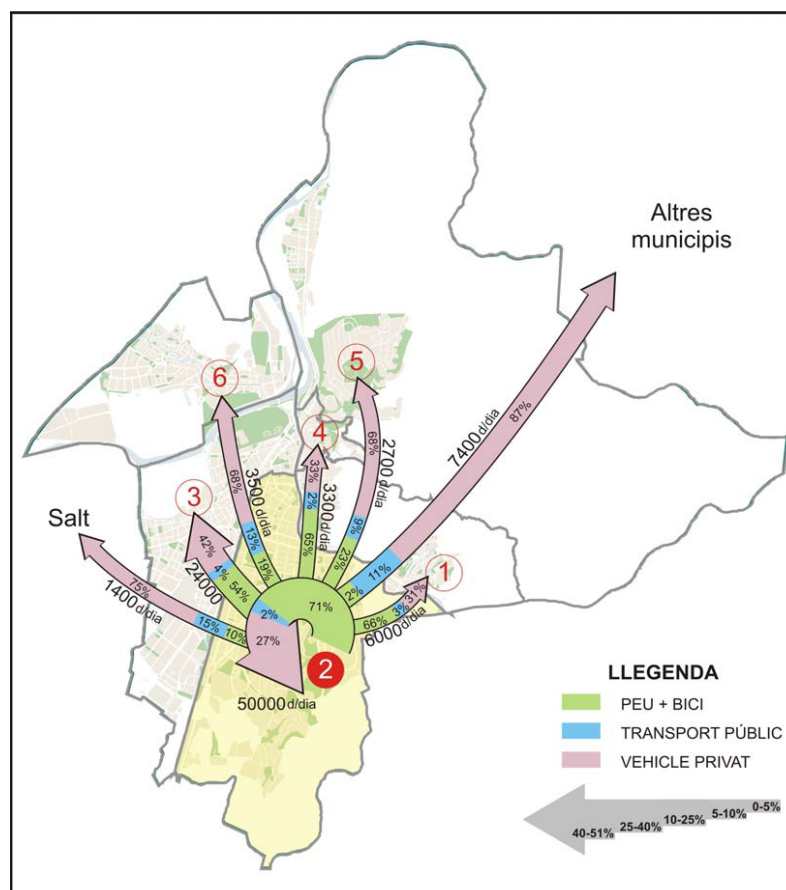 Altres
municipis
5
6
4
3
Salt
1
2
87%
7400 d/dia
11%
2%
68%
2700 d/dia
9%
23%
33%
2%
65%
3300 d/dia
68%
3500 d/dia
13%
19%
42%
4%
54%
24000
75%
1400 d/dia
15%
10%
66%
3%
31%
6000 d/dia
71%
2%
27%
50000 d/dia
LLEGENDA
PEU + BICI
TRANSPORT PÚBLIC
VEHICLE PRIVAT
40-51% 25-40% 10-25% 5-10% 0-5%